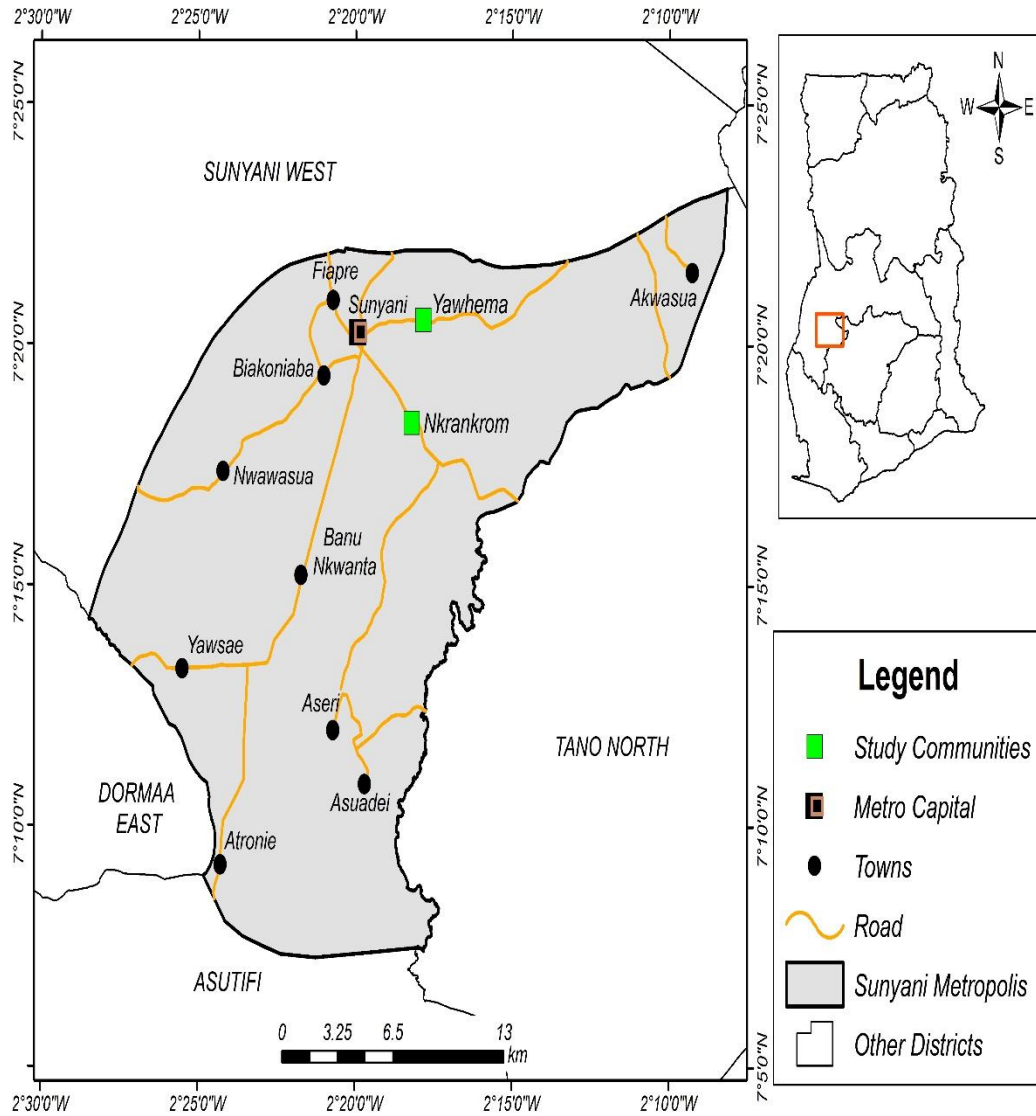 2°30'0"W 2°25'0"W 2°20'0"W 2°15'0"W 2°10'0"W
7°25'0"N
7°25'0"N
N
W E
S
SUNYANI WEST
Fiapre
Sunyani
Yawhema
Akwasua
7°20'0"N
7°20'0"N
Biakoniaba
Nkrankrom
Nwawasua
Banu
Nkwanta
7°15'0"N
7°15'0"N
Yawsae
Aseri
TANO NORTH
DORMAA
EAST
Asuadei
7°10'0"N
7°10'0"N
Atronie
ASUTIFI
0 3.25 6.5 13
km
7°5'0"N
7°5'0"N
2°30'0"W 2°25'0"W 2°20'0"W 2°15'0"W 2°10'0"W
Legend
Study Communities
Metro Capital
Towns
Road
Sunyani Metropolis
Other Districts